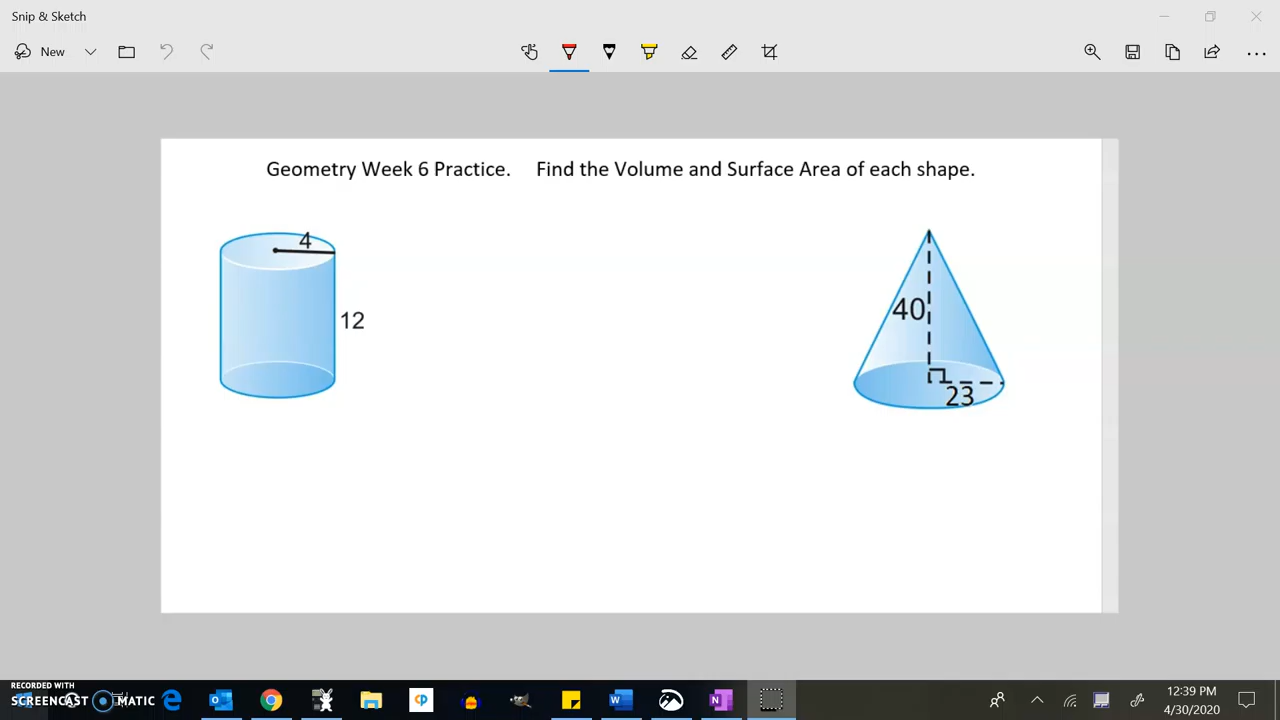 Snip & Sketch
New
Geometry Week 6 Practice. Find the Volume and Surface Area of each shape.
4
12
40
23
RECORDED WITH
SCREENCAST MATIC
12:39 PM
4/30/2020